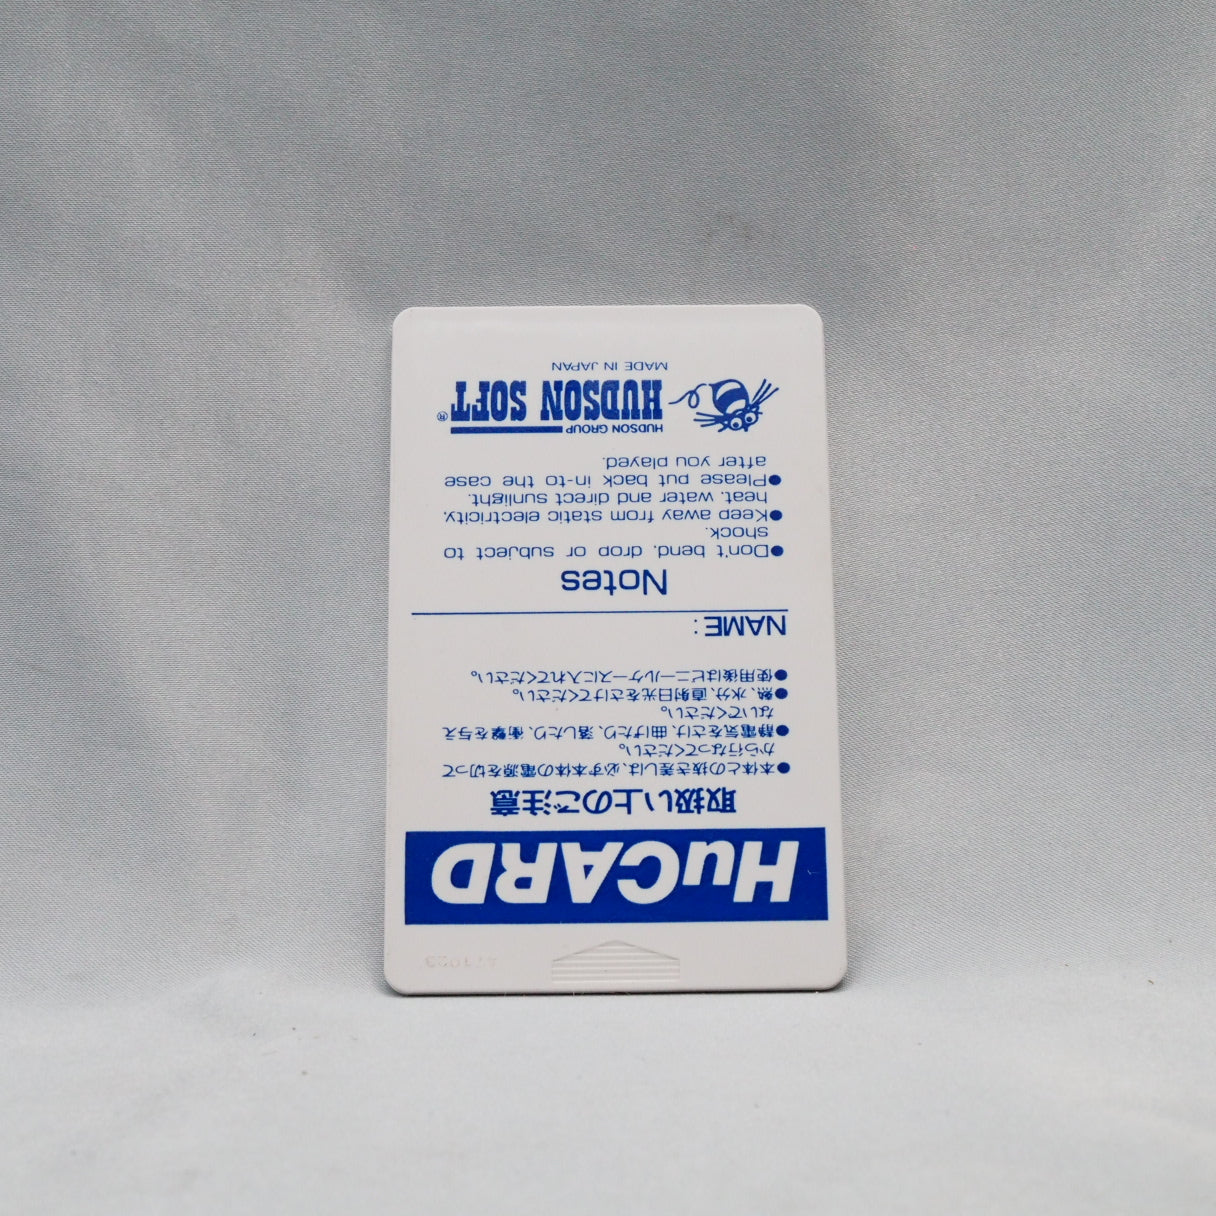 HuCARD
取扱い上のご注意
●本体との抜き差しは、必ず本体の電源を切って
から行なってください。
●静電気をさけ、曲げたり、落したり、衝撃を与え
ないでください。
●熱、水分、直射日光をさけてください。
●使用後はビニールケースに入れてください。
NAME:
Notes
●Don't bend, drop or subject to
shock.
●Keep away from static electricity,
heat, water and direct sunlight.
●Please put back in-to the case
after you played.
HUDSON GROUP
HUDSON SOFT®
MADE IN JAPAN